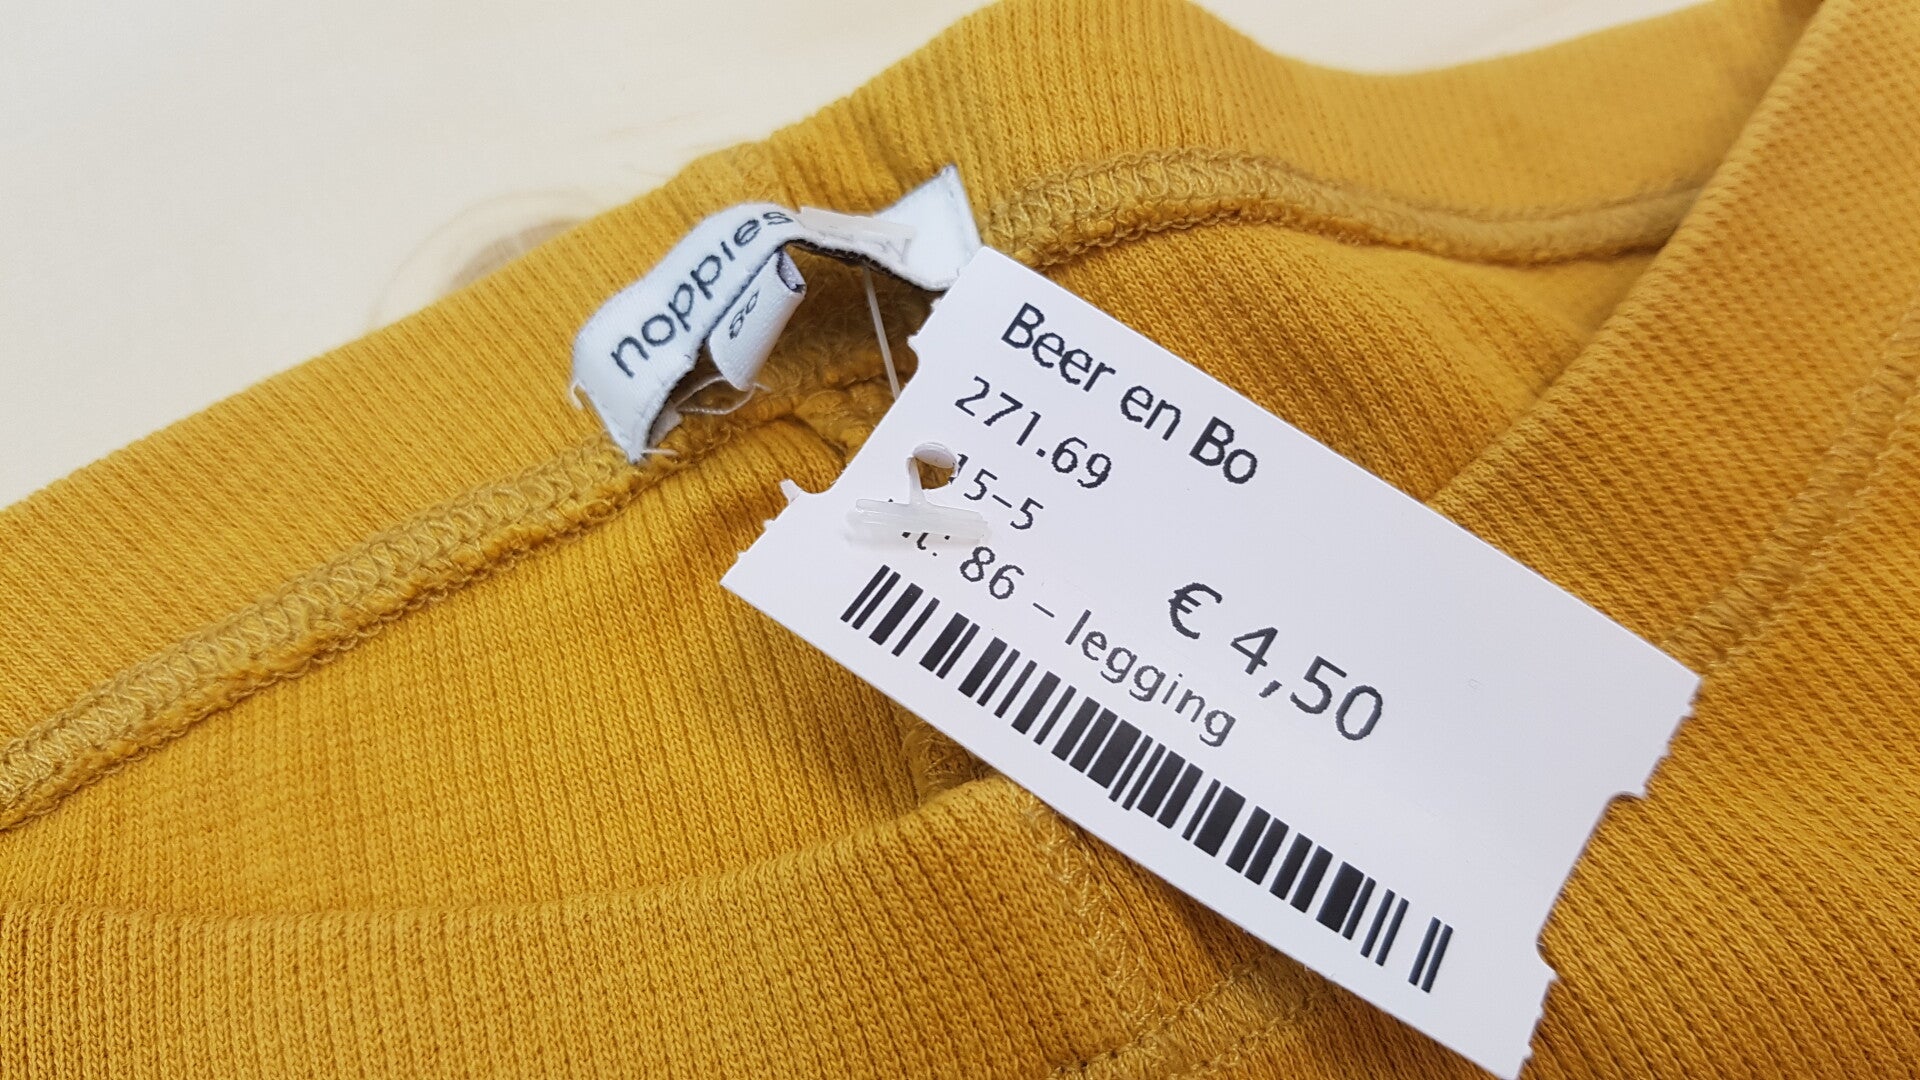 noppies
Beer en Bo
271.69
15-5
86 – legging
€ 4,50